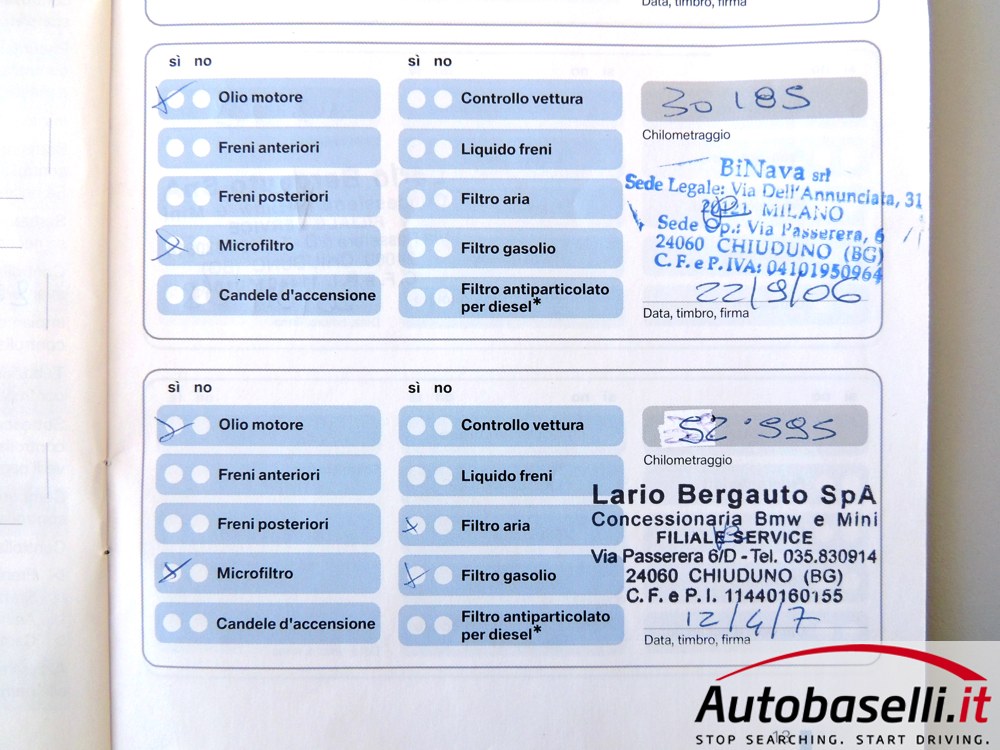 Data, timbro, firma
sì no
sì no
Olio motore
Controllo vettura
30 185
Freni anteriori
Liquido freni
Chilometraggio
Freni posteriori
Filtro aria
Microfiltro
Filtro gasolio
Candele d'accensione
Filtro antiparticolato
per diesel*
BiNava srl
Sede Legale: Via Dell'Annunciata, 31
20121 MILANO
Sede Op.: Via Passerera, 6
24060 CHIUDUNO (BG)
C. F. e P. IVA: 04101950964
22/9/06
Data, timbro, firma
sì no
sì no
Olio motore
Controllo vettura
52.995
Freni anteriori
Liquido freni
Chilometraggio
Freni posteriori
Filtro aria
Microfiltro
Filtro gasolio
Candele d'accensione
Filtro antiparticolato
per diesel*
Lario Bergauto SpA
Concessionaria Bmw e Mini
FILIALE SERVICE
Via Passerera 6/D - Tel. 035.830914
24060 CHIUDUNO (BG)
C. F. e P. I. 11440160155
12/4/7
Data, timbro, firma
Autobaselli.it
STOP SEARCHING. START DRIVING.